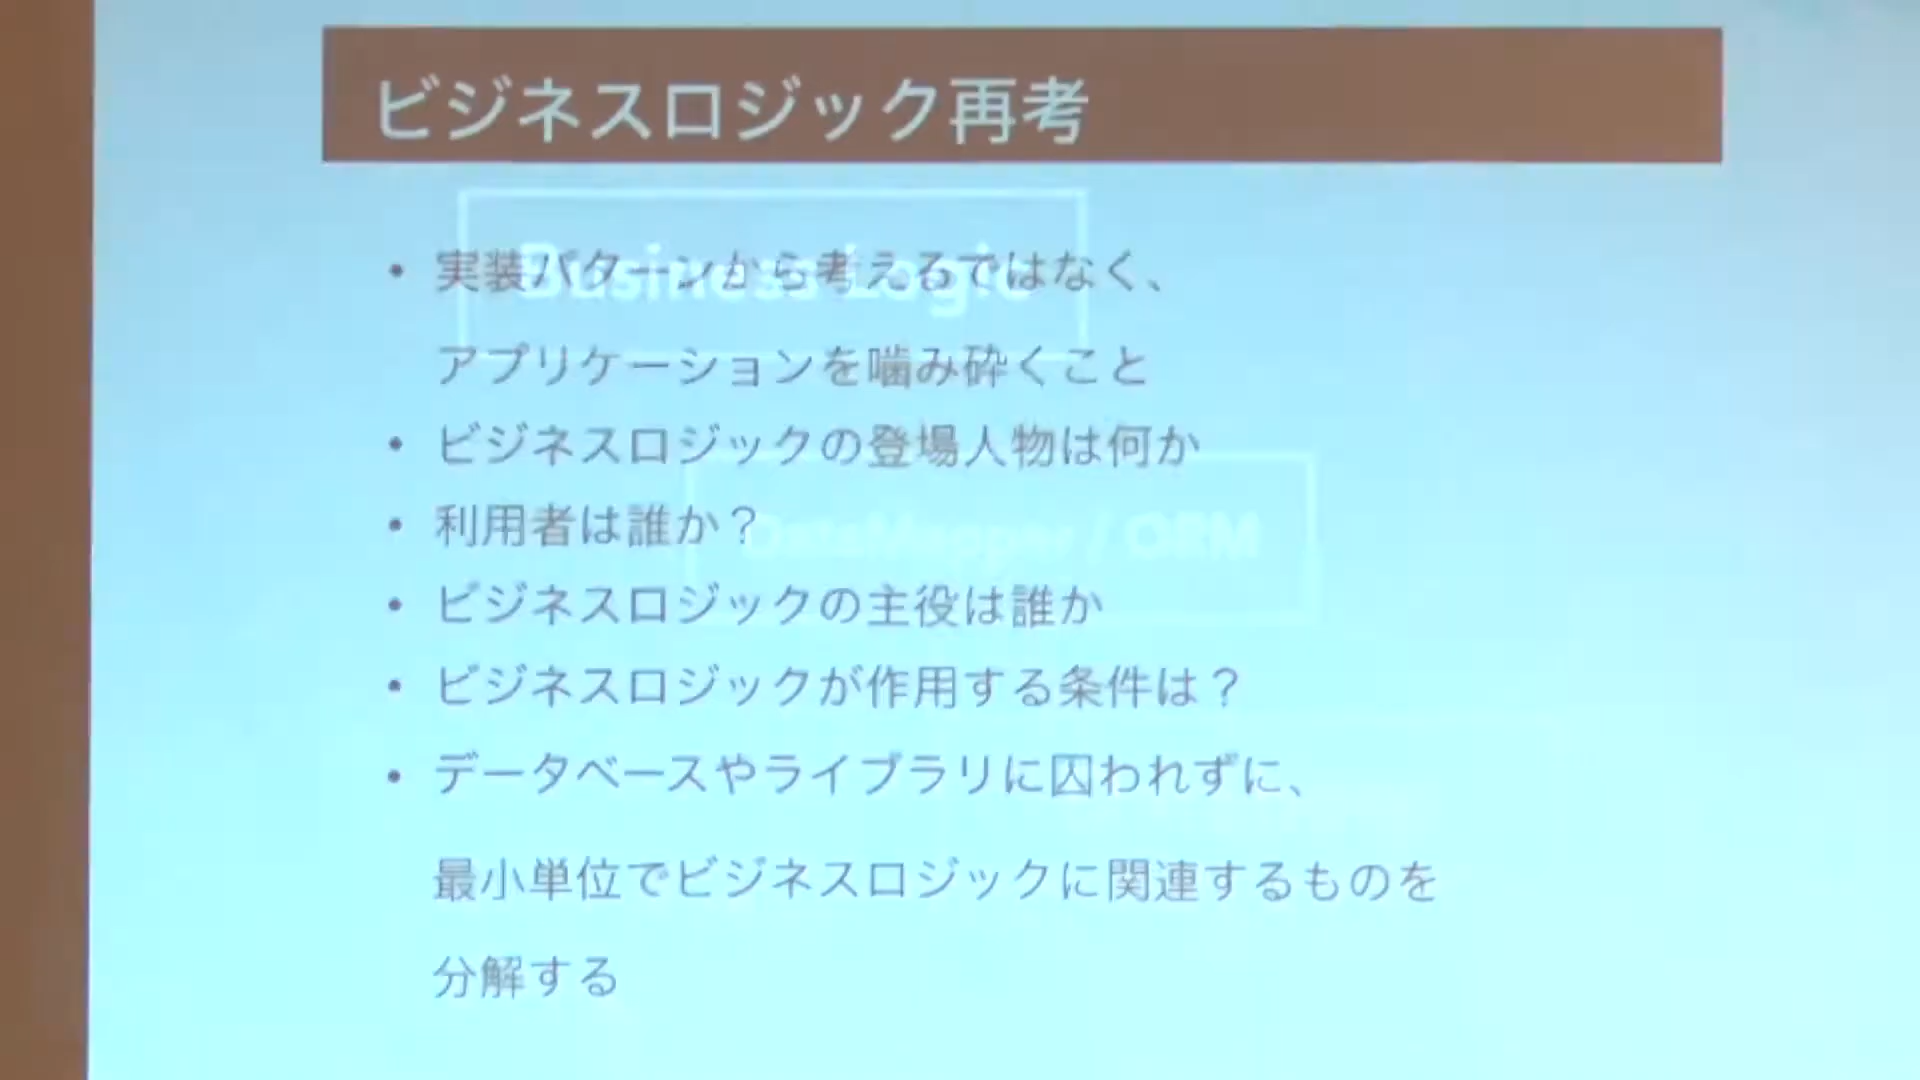 ビジネスロジック再考
Business Logic
• 実装パターンから考えるではなく、
アプリケーションを噛み砕くこと
• ビジネスロジックの登場人物は何か
• 利用者は誰か？
DataMapper / ORM
• ビジネスロジックの主役は誰か
• ビジネスロジックが作用する条件は？
• データベースやライブラリに囚われずに、
最小単位でビジネスロジックに関連するものを
分解する